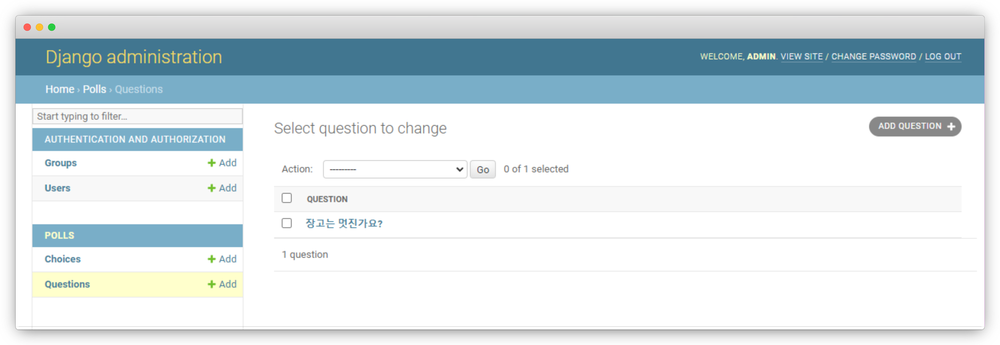 Django administration
WELCOME, ADMIN. VIEW SITE / CHANGE PASSWORD / LOG OUT
Home › Polls › Questions
Start typing to filter...
AUTHENTICATION AND AUTHORIZATION
Groups + Add
Users + Add
POLLS
Choices + Add
Questions + Add
Select question to change
ADD QUESTION +
Action: --------- Go 0 of 1 selected
QUESTION
장고는 멋진가요?
1 question